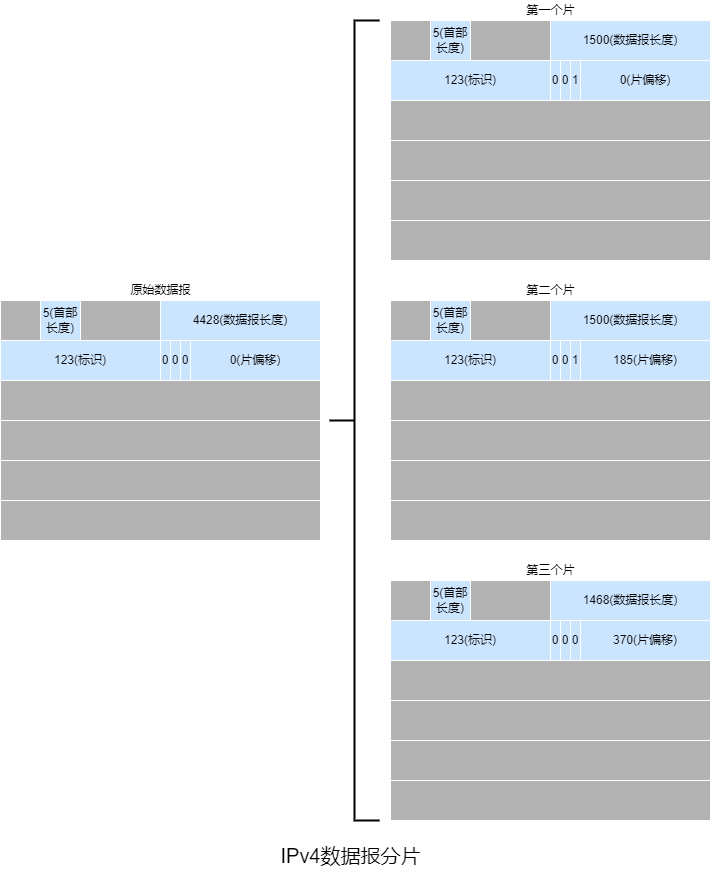 第一个片
5(首部
长度)
1500(数据报长度)
123(标识)
0 0 1
0(片偏移)
原始数据报
5(首部
长度)
4428(数据报长度)
123(标识)
0 0 0
0(片偏移)
第二个片
5(首部
长度)
1500(数据报长度)
123(标识)
0 0 1
185(片偏移)
第三个片
5(首部
长度)
1468(数据报长度)
123(标识)
0 0 0
370(片偏移)
IPv4数据报分片